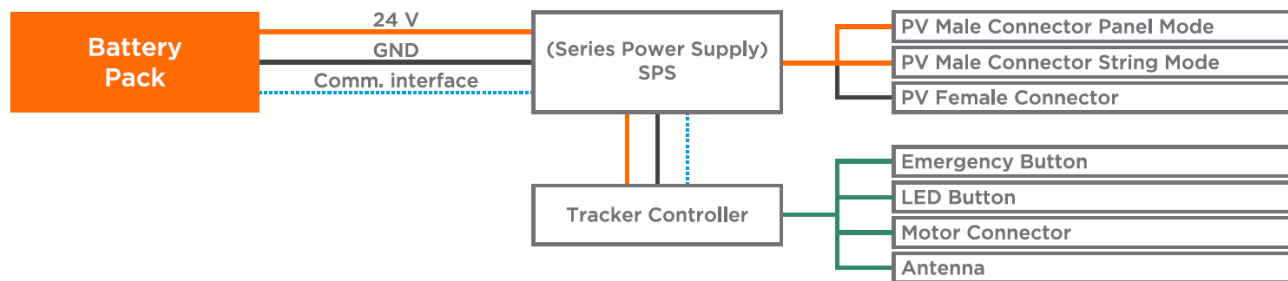 Battery
Pack
24 V
GND
Comm. interface
(Series Power Supply)
SPS
PV Male Connector Panel Mode
PV Male Connector String Mode
PV Female Connector
Tracker Controller
Emergency Button
LED Button
Motor Connector
Antenna